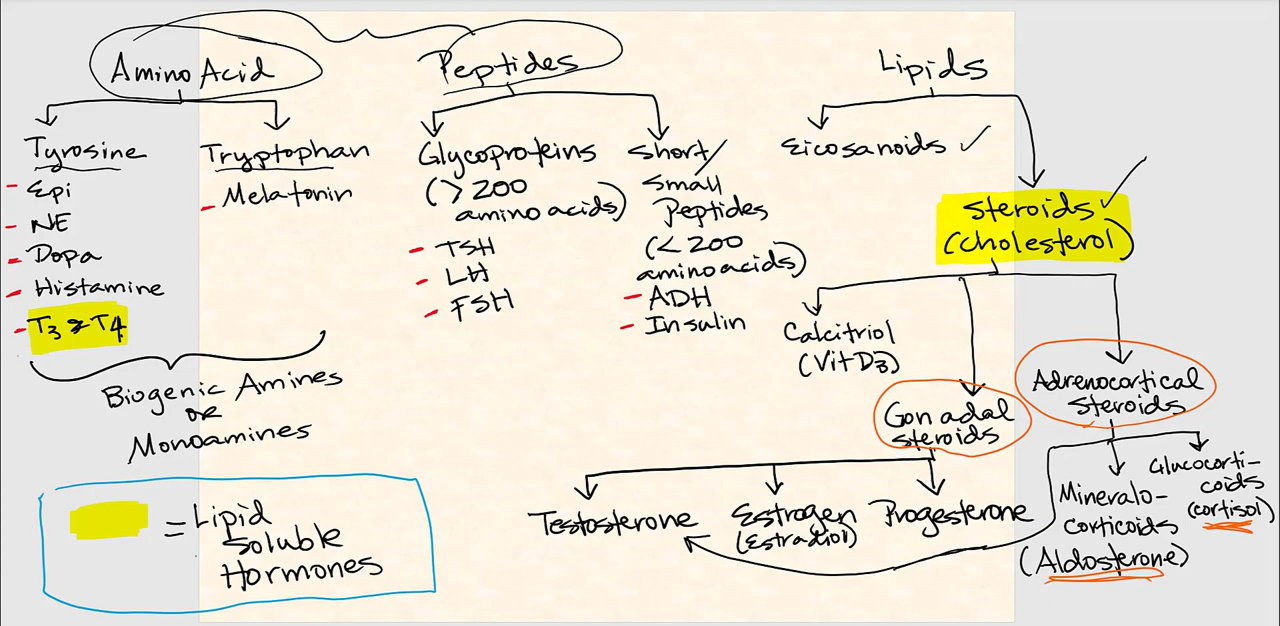 Amino Acid
Tyrosine
- Epi
- NE
- Dopa
- Histamine
- T3 & T4
Tryptophan
- Melatonin
Biogenic Amines
or
Monoamines
Peptides
Glycoproteins
(> 200
amino acids)
- TSH
- LH
- FSH
Short/
Small
Peptides
(< 200
amino acids)
- ADH
- Insulin
Lipids
Eicosanoids ✓
Steroids ✓
(Cholesterol)
Calcitriol
(Vit D3)
Gonadal
steroids
Testosterone
Estrogen
(Estradiol)
Progesterone
Adrenocortical
steroids
Mineralo-
corticoids
(Aldosterone)
Glucocorti-
coids
(cortisol)
= Lipid
Soluble
Hormones